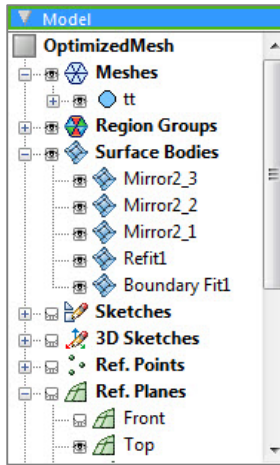 Model
OptimizedMesh
Meshes
tt
Region Groups
Surface Bodies
Mirror2_3
Mirror2_2
Mirror2_1
Refit1
Boundary Fit1
Sketches
3D Sketches
Ref. Points
Ref. Planes
Front
Top